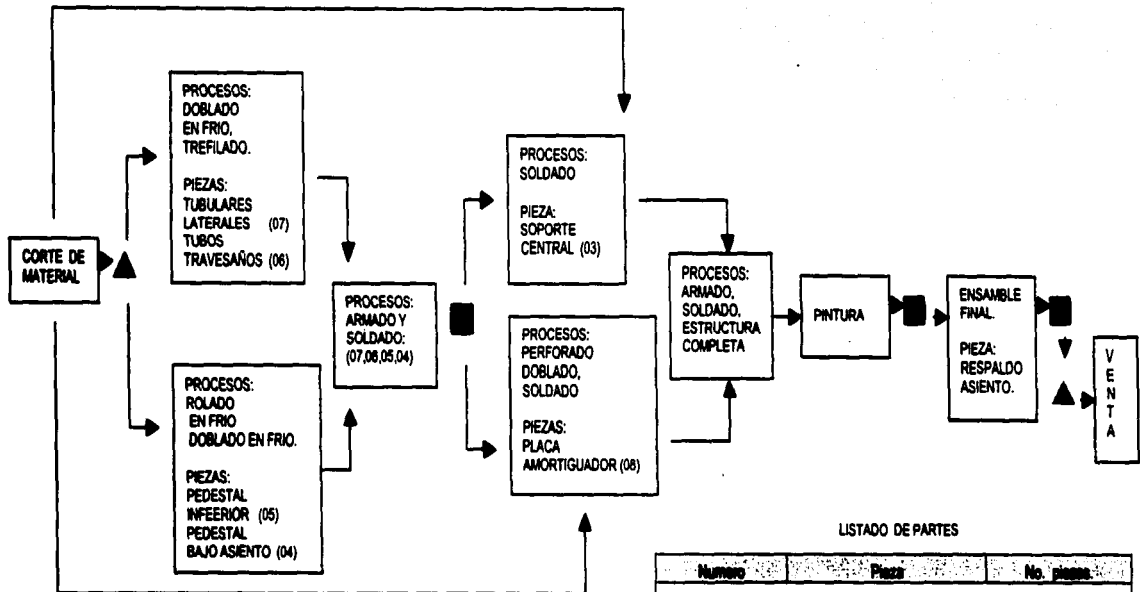 CORTE DE
MATERIAL
PROCESOS:
DOBLADO
EN FRIO,
TREFILADO.
PIEZAS:
TUBULARES
LATERALES (07)
TUBOS
TRAVESAÑOS (06)
PROCESOS:
ROLADO
EN FRIO
DOBLADO EN FRIO.
PIEZAS:
PEDESTAL
INFEERIOR (05)
PEDESTAL
BAJO ASIENTO (04)
PROCESOS:
ARMADO Y
SOLDADO:
(07,06,05,04)
PROCESOS:
SOLDADO
PIEZA:
SOPORTE
CENTRAL (03)
PROCESOS:
PERFORADO
DOBLADO,
SOLDADO
PIEZAS:
PLACA
AMORTIGUADOR (08)
PROCESOS:
ARMADO,
SOLDADO,
ESTRUCTURA
COMPLETA
PINTURA
ENSAMBLE
FINAL.
PIEZA:
RESPALDO
ASIENTO.
V
E
N
T
A
LISTADO DE PARTES
Numero Pieza No. piezas.